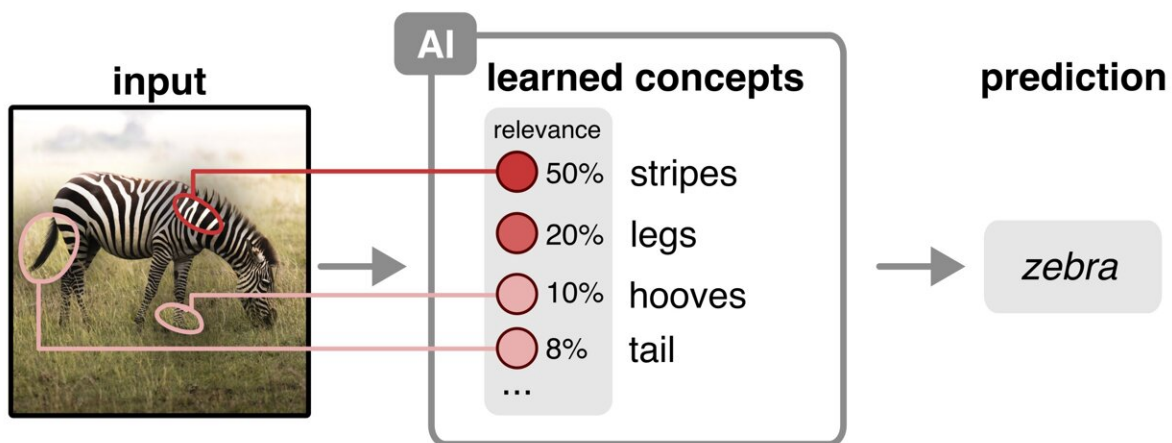 input
AI
learned concepts
relevance
50% stripes
20% legs
10% hooves
8% tail
...
prediction
zebra